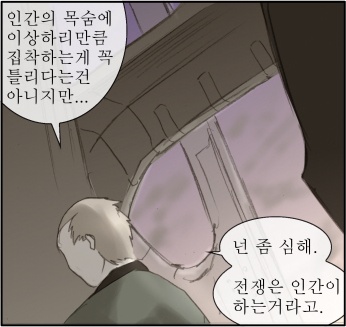 인간의 목숨에
이상하리만큼
집착하는게 꼭
틀리다는건
아니지만...
넌 좀 심해.
전쟁은 인간이
하는거라고.